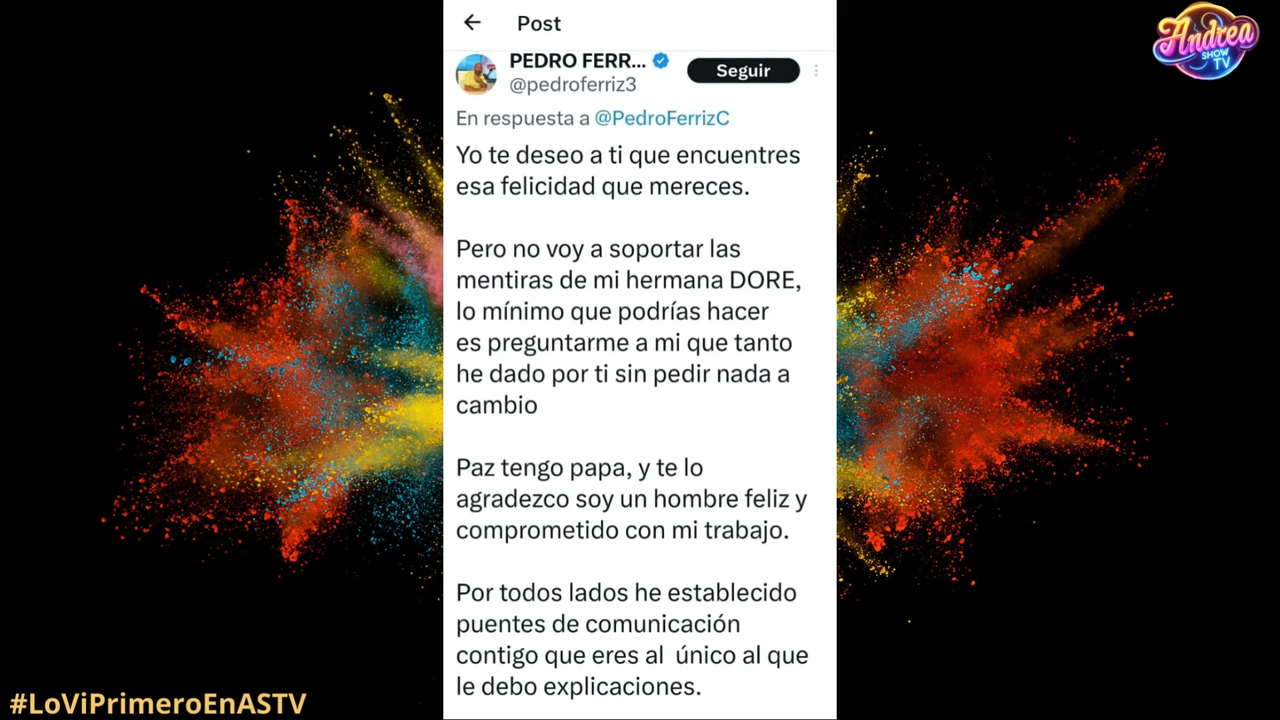 Post
PEDRO FERR...
Seguir
@pedroferriz3
En respuesta a @PedroFerrizC
Yo te deseo a ti que encuentres
esa felicidad que mereces.
Pero no voy a soportar las
mentiras de mi hermana DORE,
lo mínimo que podrías hacer
es preguntarme a mi que tanto
he dado por ti sin pedir nada a
cambio
Paz tengo papa, y te lo
agradezco soy un hombre feliz y
comprometido con mi trabajo.
Por todos lados he establecido
puentes de comunicación
contigo que eres al único al que
le debo explicaciones.
Andrea
SHOW
TV
#LoViPrimeroEnASTV